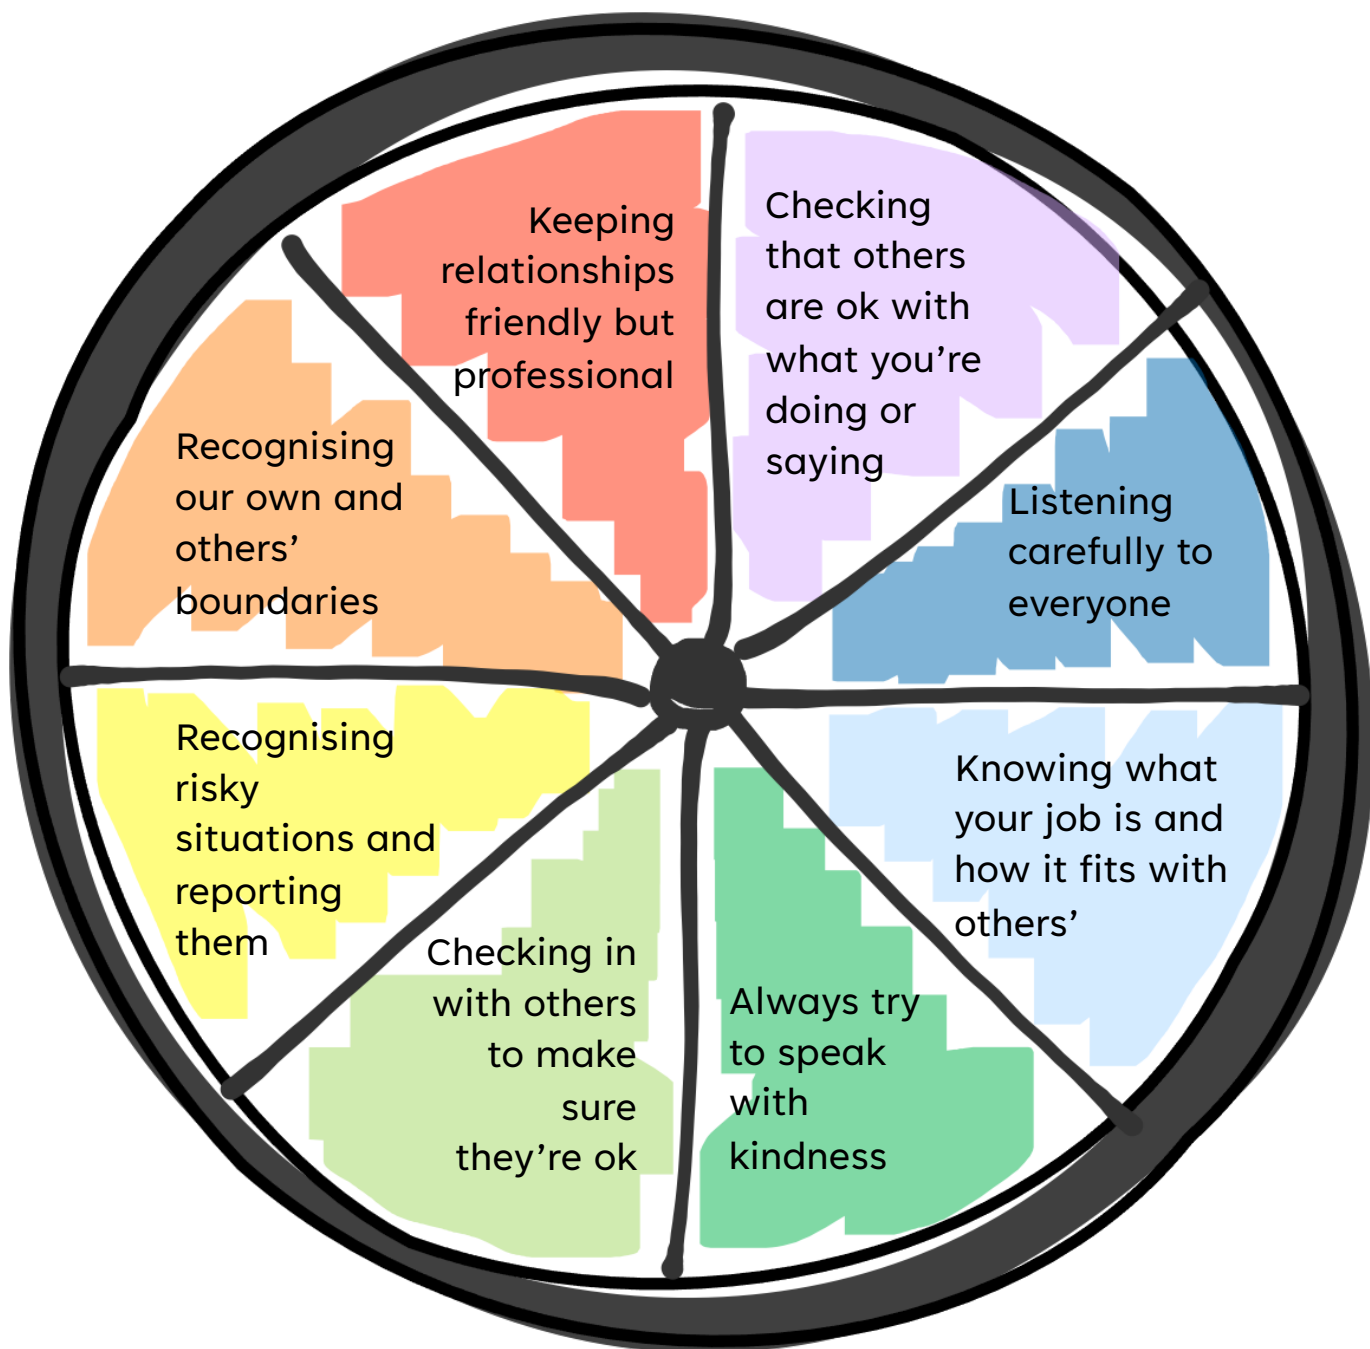 Keeping
relationships
friendly but
professional
Checking
that others
are ok with
what you're
doing or
saying
Listening
carefully to
everyone
Knowing what
your job is and
how it fits with
others'
Always try
to speak
with
kindness
Checking in
with others
to make
sure
they're ok
Recognising
risky
situations and
reporting
them
Recognising
our own and
others'
boundaries